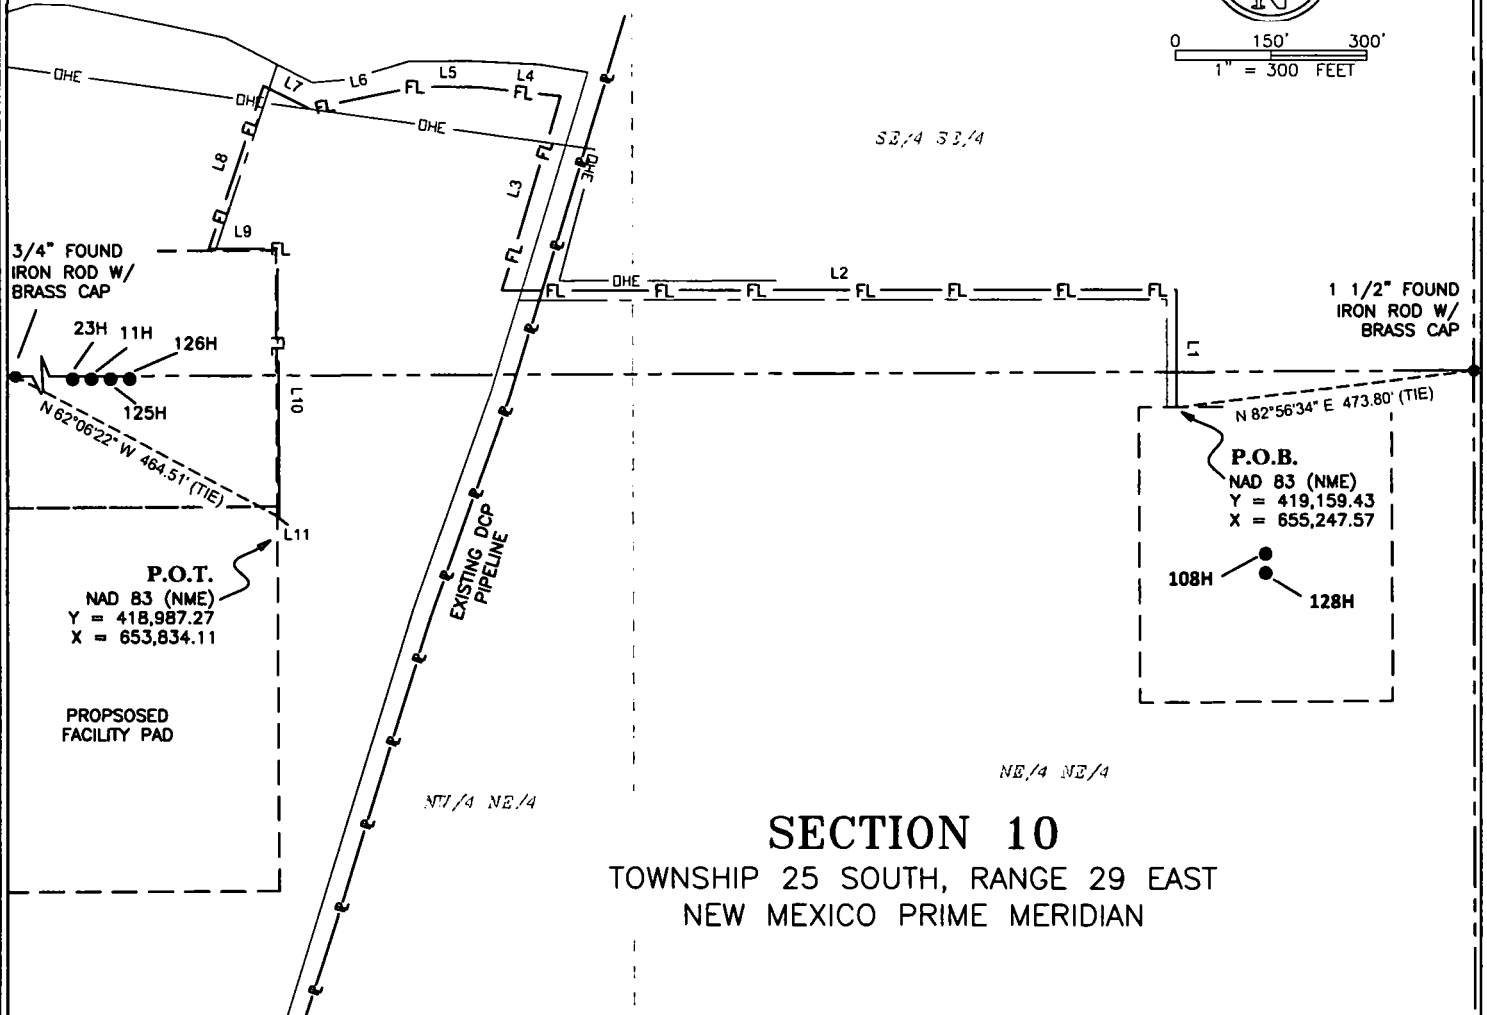 N
0 150' 300'
1" = 300 FEET
OHE
OHE
OHE
OHE
OHE
L7
L6
L5
L4
FL
FL
FL
FL
FL
L8
L3
FL
FL
L9
FL
FL
L10
L11
SE/4 SE/4
3/4" FOUND
IRON ROD W/
BRASS CAP
23H 11H
126H
125H
N 62°06'22" W 464.51' (TIE)
P.O.T.
NAD 83 (NME)
Y = 418,987.27
X = 653,834.11
PROPSOSED
FACILITY PAD
EXISTING DCP
PIPELINE
L2
FL FL FL FL FL FL FL
L1
1 1/2" FOUND
IRON ROD W/
BRASS CAP
N 82°56'34" E 473.80' (TIE)
P.O.B.
NAD 83 (NME)
Y = 419,159.43
X = 655,247.57
108H
128H
NW/4 NE/4
NE/4 NE/4
SECTION 10
TOWNSHIP 25 SOUTH, RANGE 29 EAST
NEW MEXICO PRIME MERIDIAN